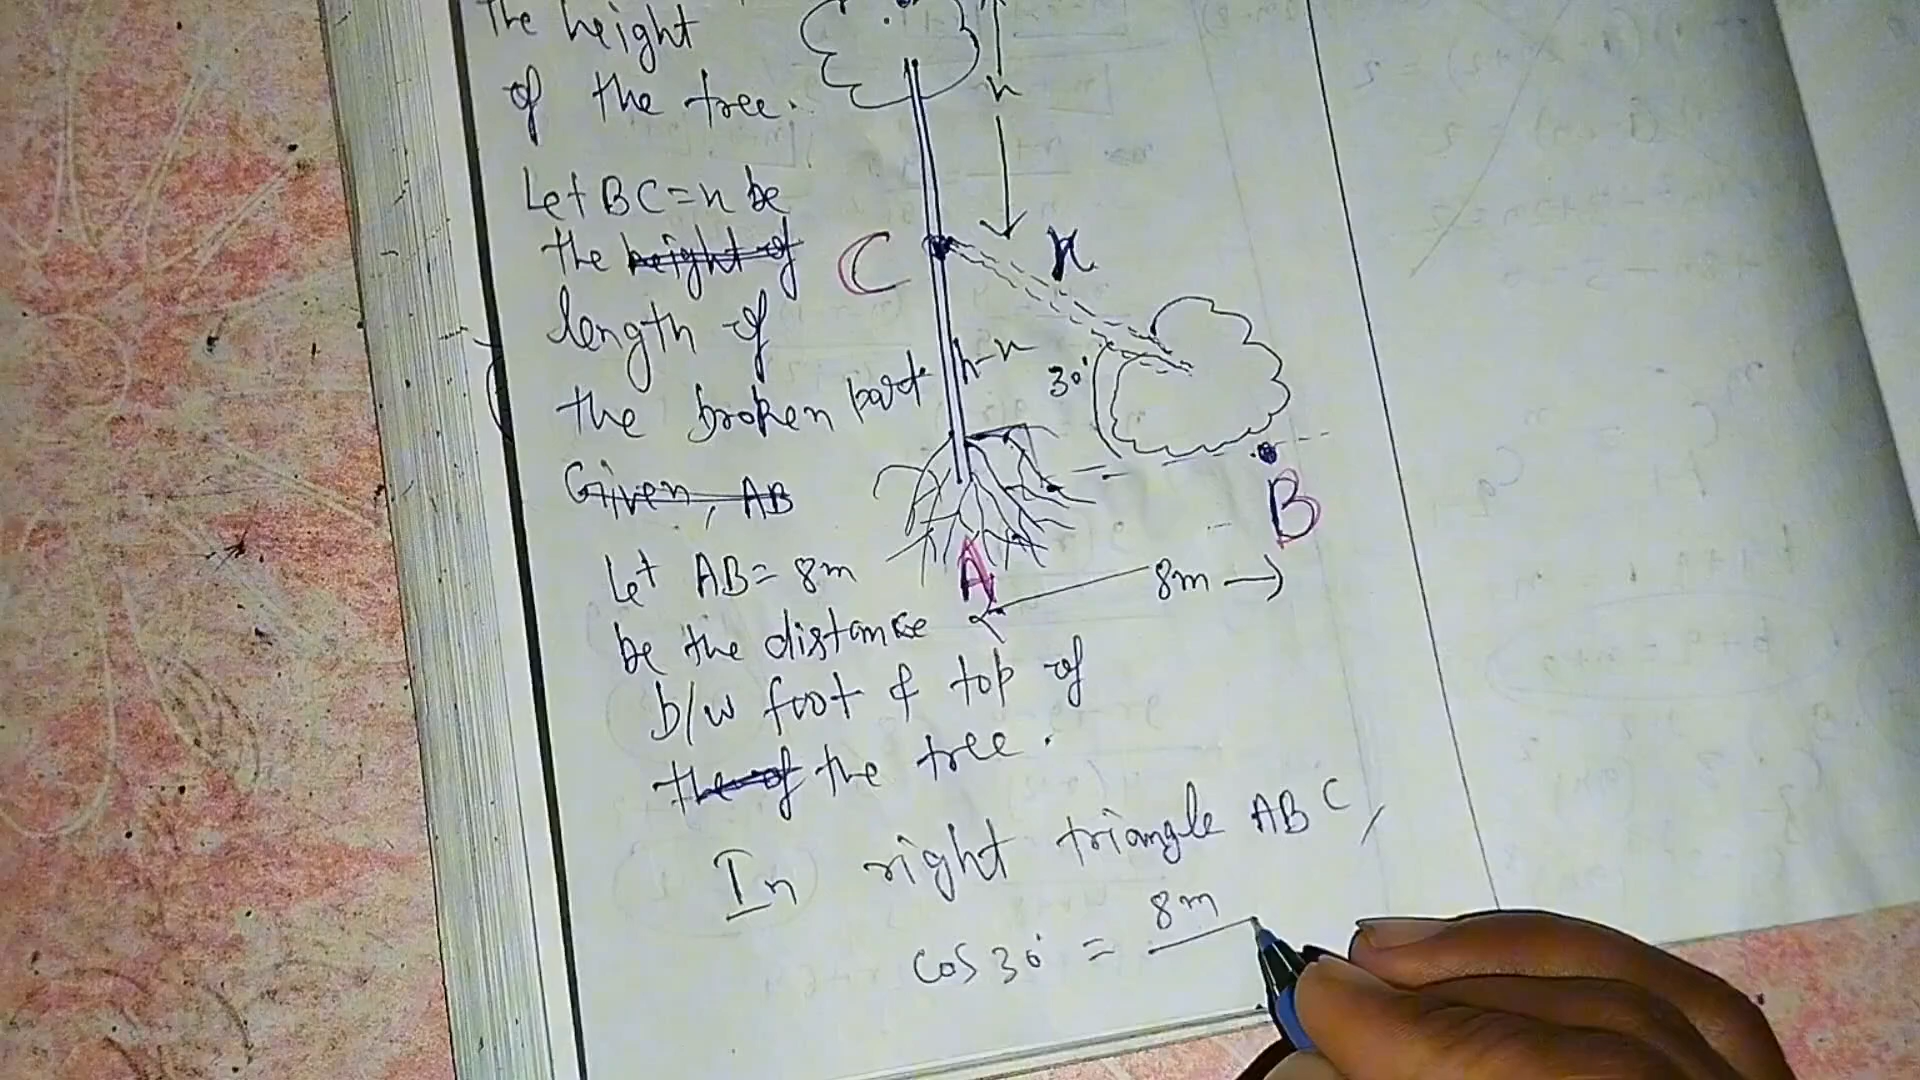 The height
of the tree.
Let BC = x be
the height of
length of
the broken part
Given, AB
Let AB = 8m
be the distance
b/w foot & top of
the of the tree.
In right triangle ABC,
cos 30° = 8m
C
x
h-x
30°
A
B
8m